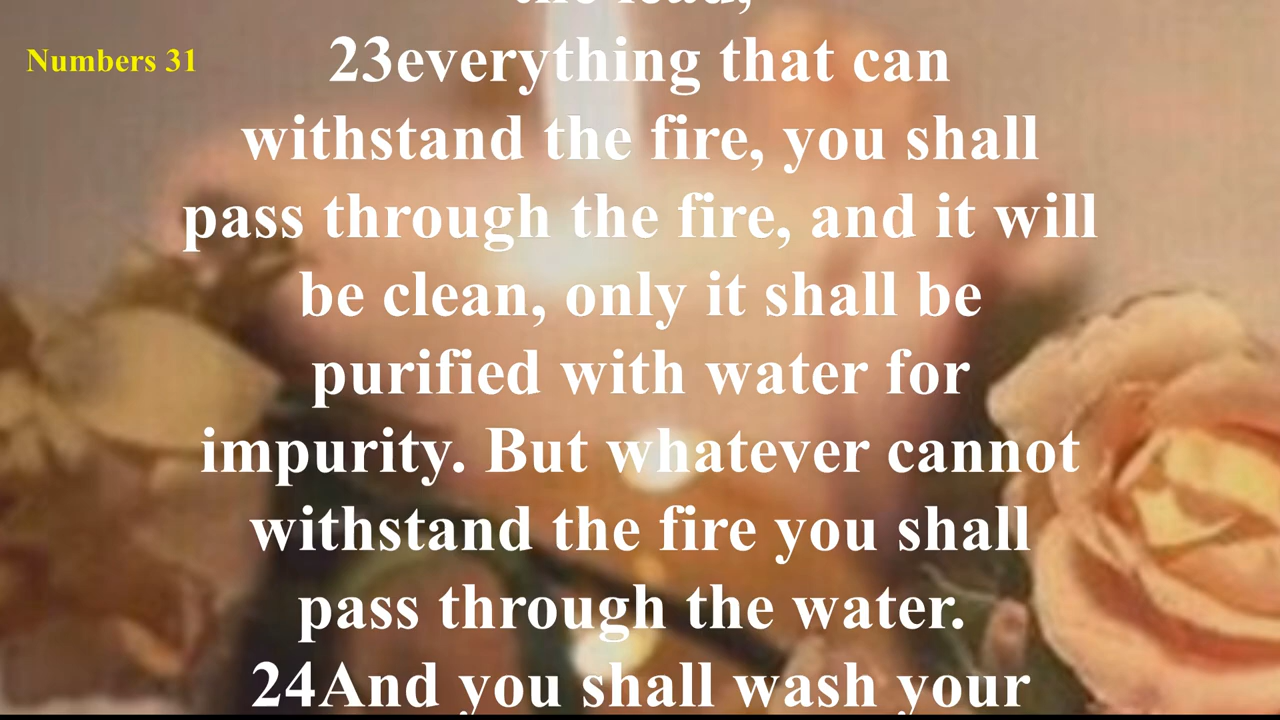 Numbers 31
the lead,
23everything that can
withstand the fire, you shall
pass through the fire, and it will
be clean, only it shall be
purified with water for
impurity. But whatever cannot
withstand the fire you shall
pass through the water.
24And you shall wash your